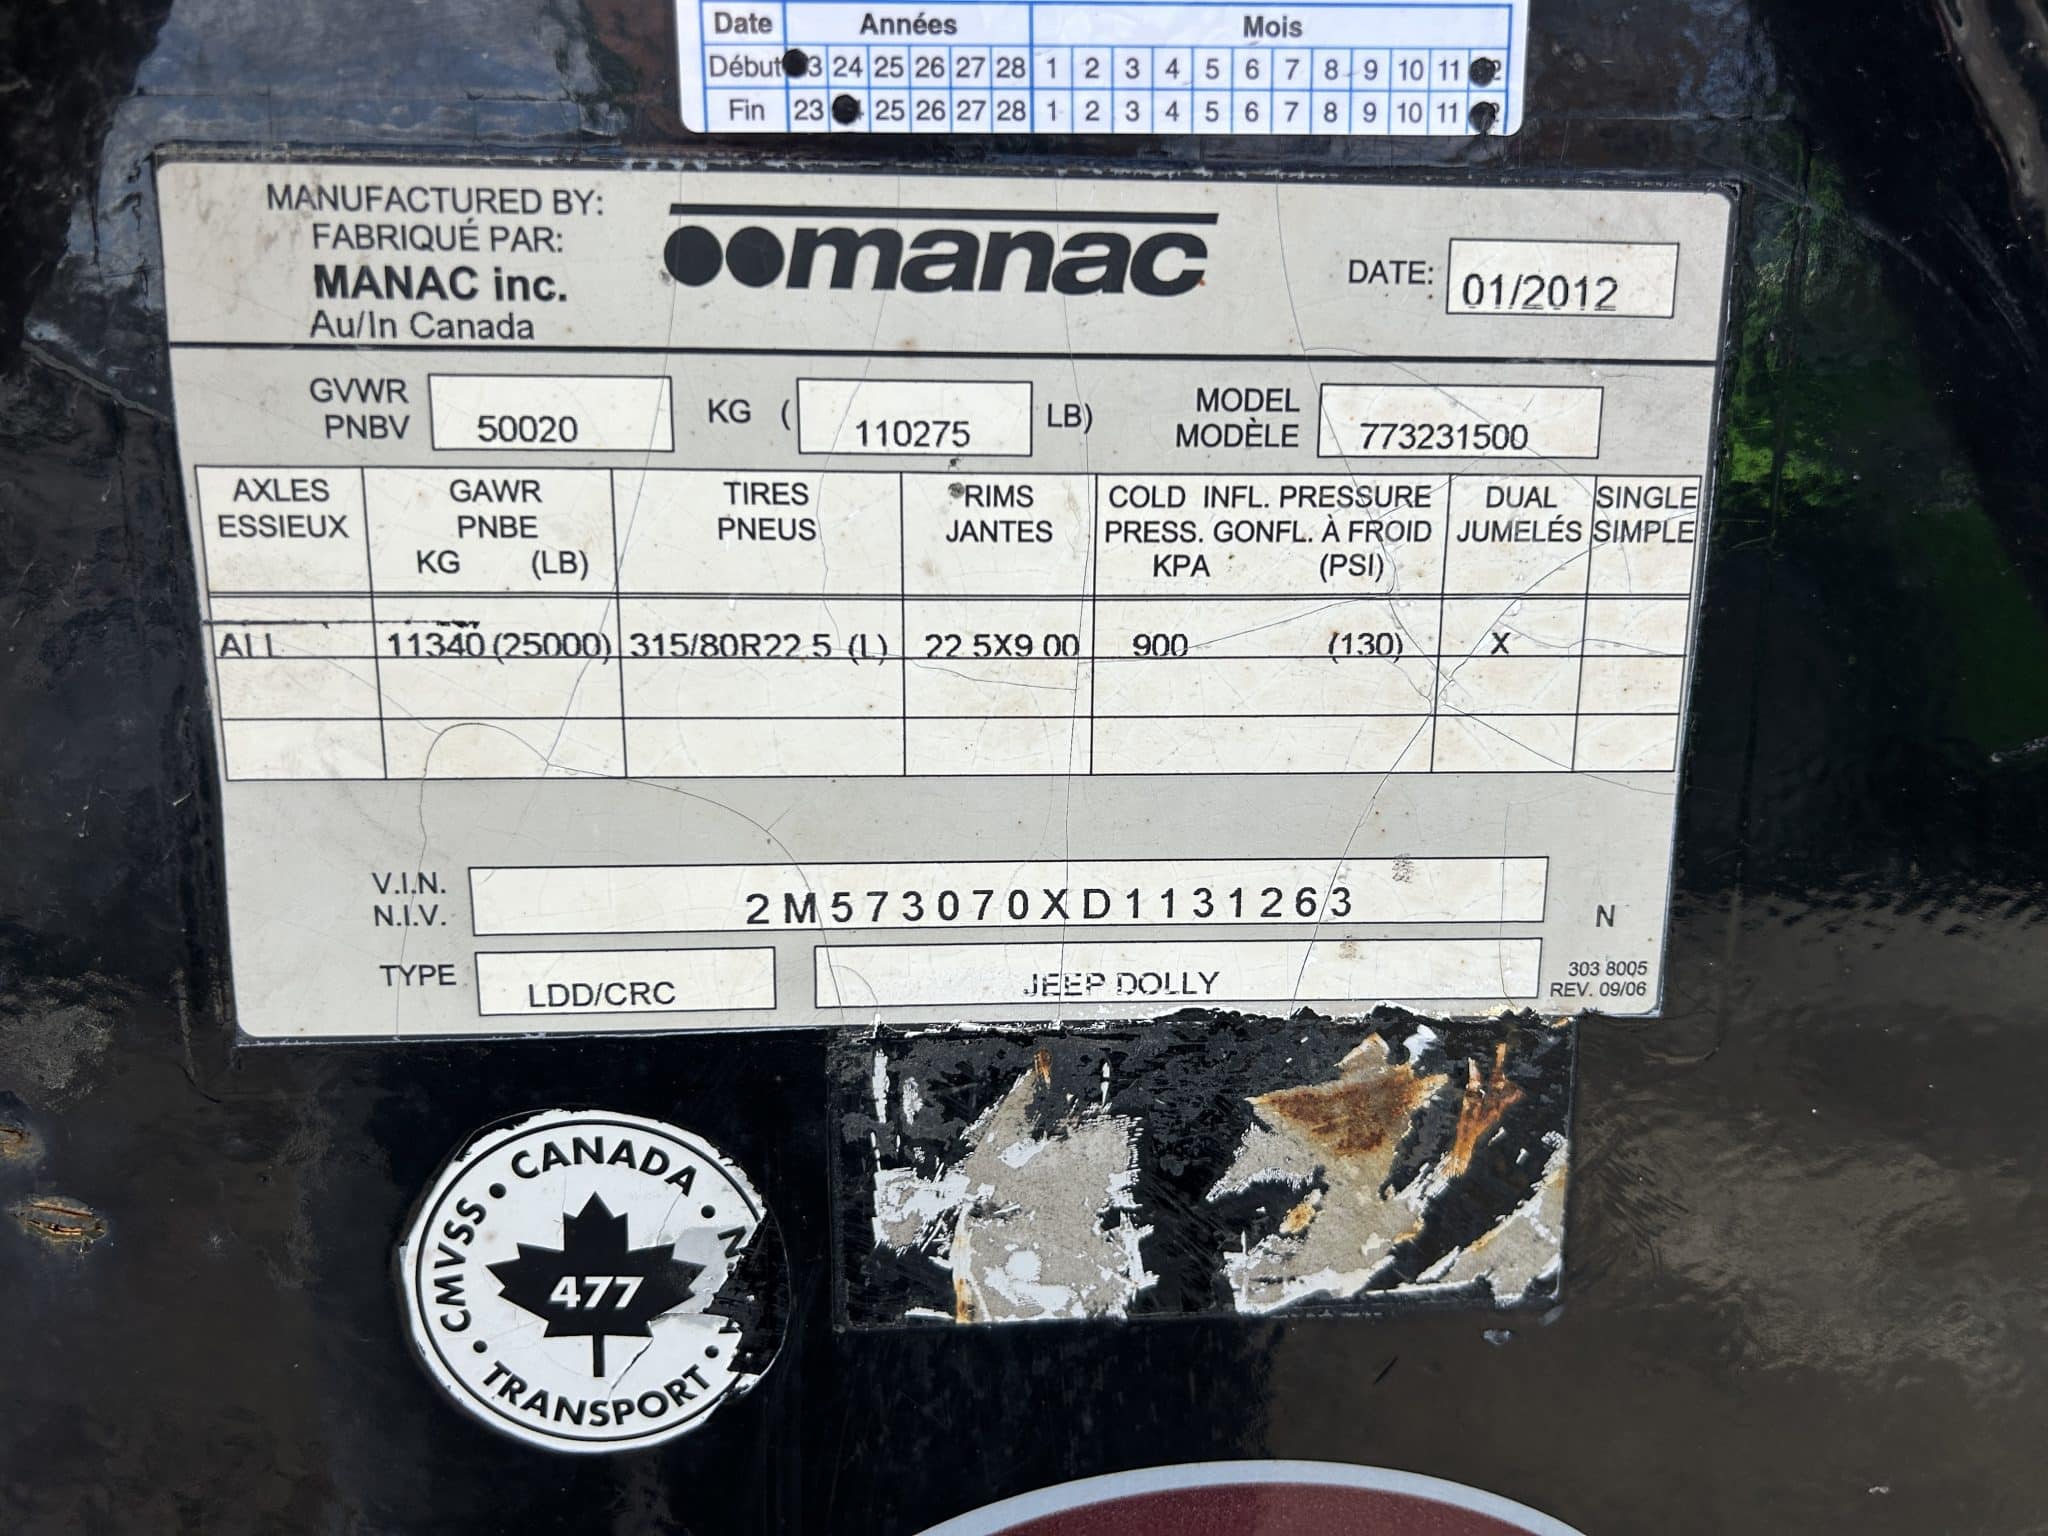 Date Années Mois
Début 3 24 25 26 27 28 1 2 3 4 5 6 7 8 9 10 11
Fin 23 25 26 27 28 1 2 3 4 5 6 7 8 9 10 11
MANUFACTURED BY:
FABRIQUÉ PAR:
MANAC inc.
Au/In Canada
manac
DATE: 01/2012
GVWR
PNBV
50020 KG ( 110275 LB)
MODEL
MODÈLE
773231500
AXLES
ESSIEUX
GAWR
PNBE
KG (LB)
TIRES
PNEUS
RIMS
JANTES
COLD INFL. PRESSURE
PRESS. GONFL. À FROID
KPA (PSI)
DUAL
JUMELÉS
SINGLE
SIMPLE
ALL 11340 (25000) 315/80R22.5 (L) 22.5X9.00 900 (130) X
V.I.N.
N.I.V.
2M573070XD1131263
N
TYPE LDD/CRC JEEP DOLLY
303 8005
REV. 09/06
CANADA
CMVSS
477
TRANSPORT